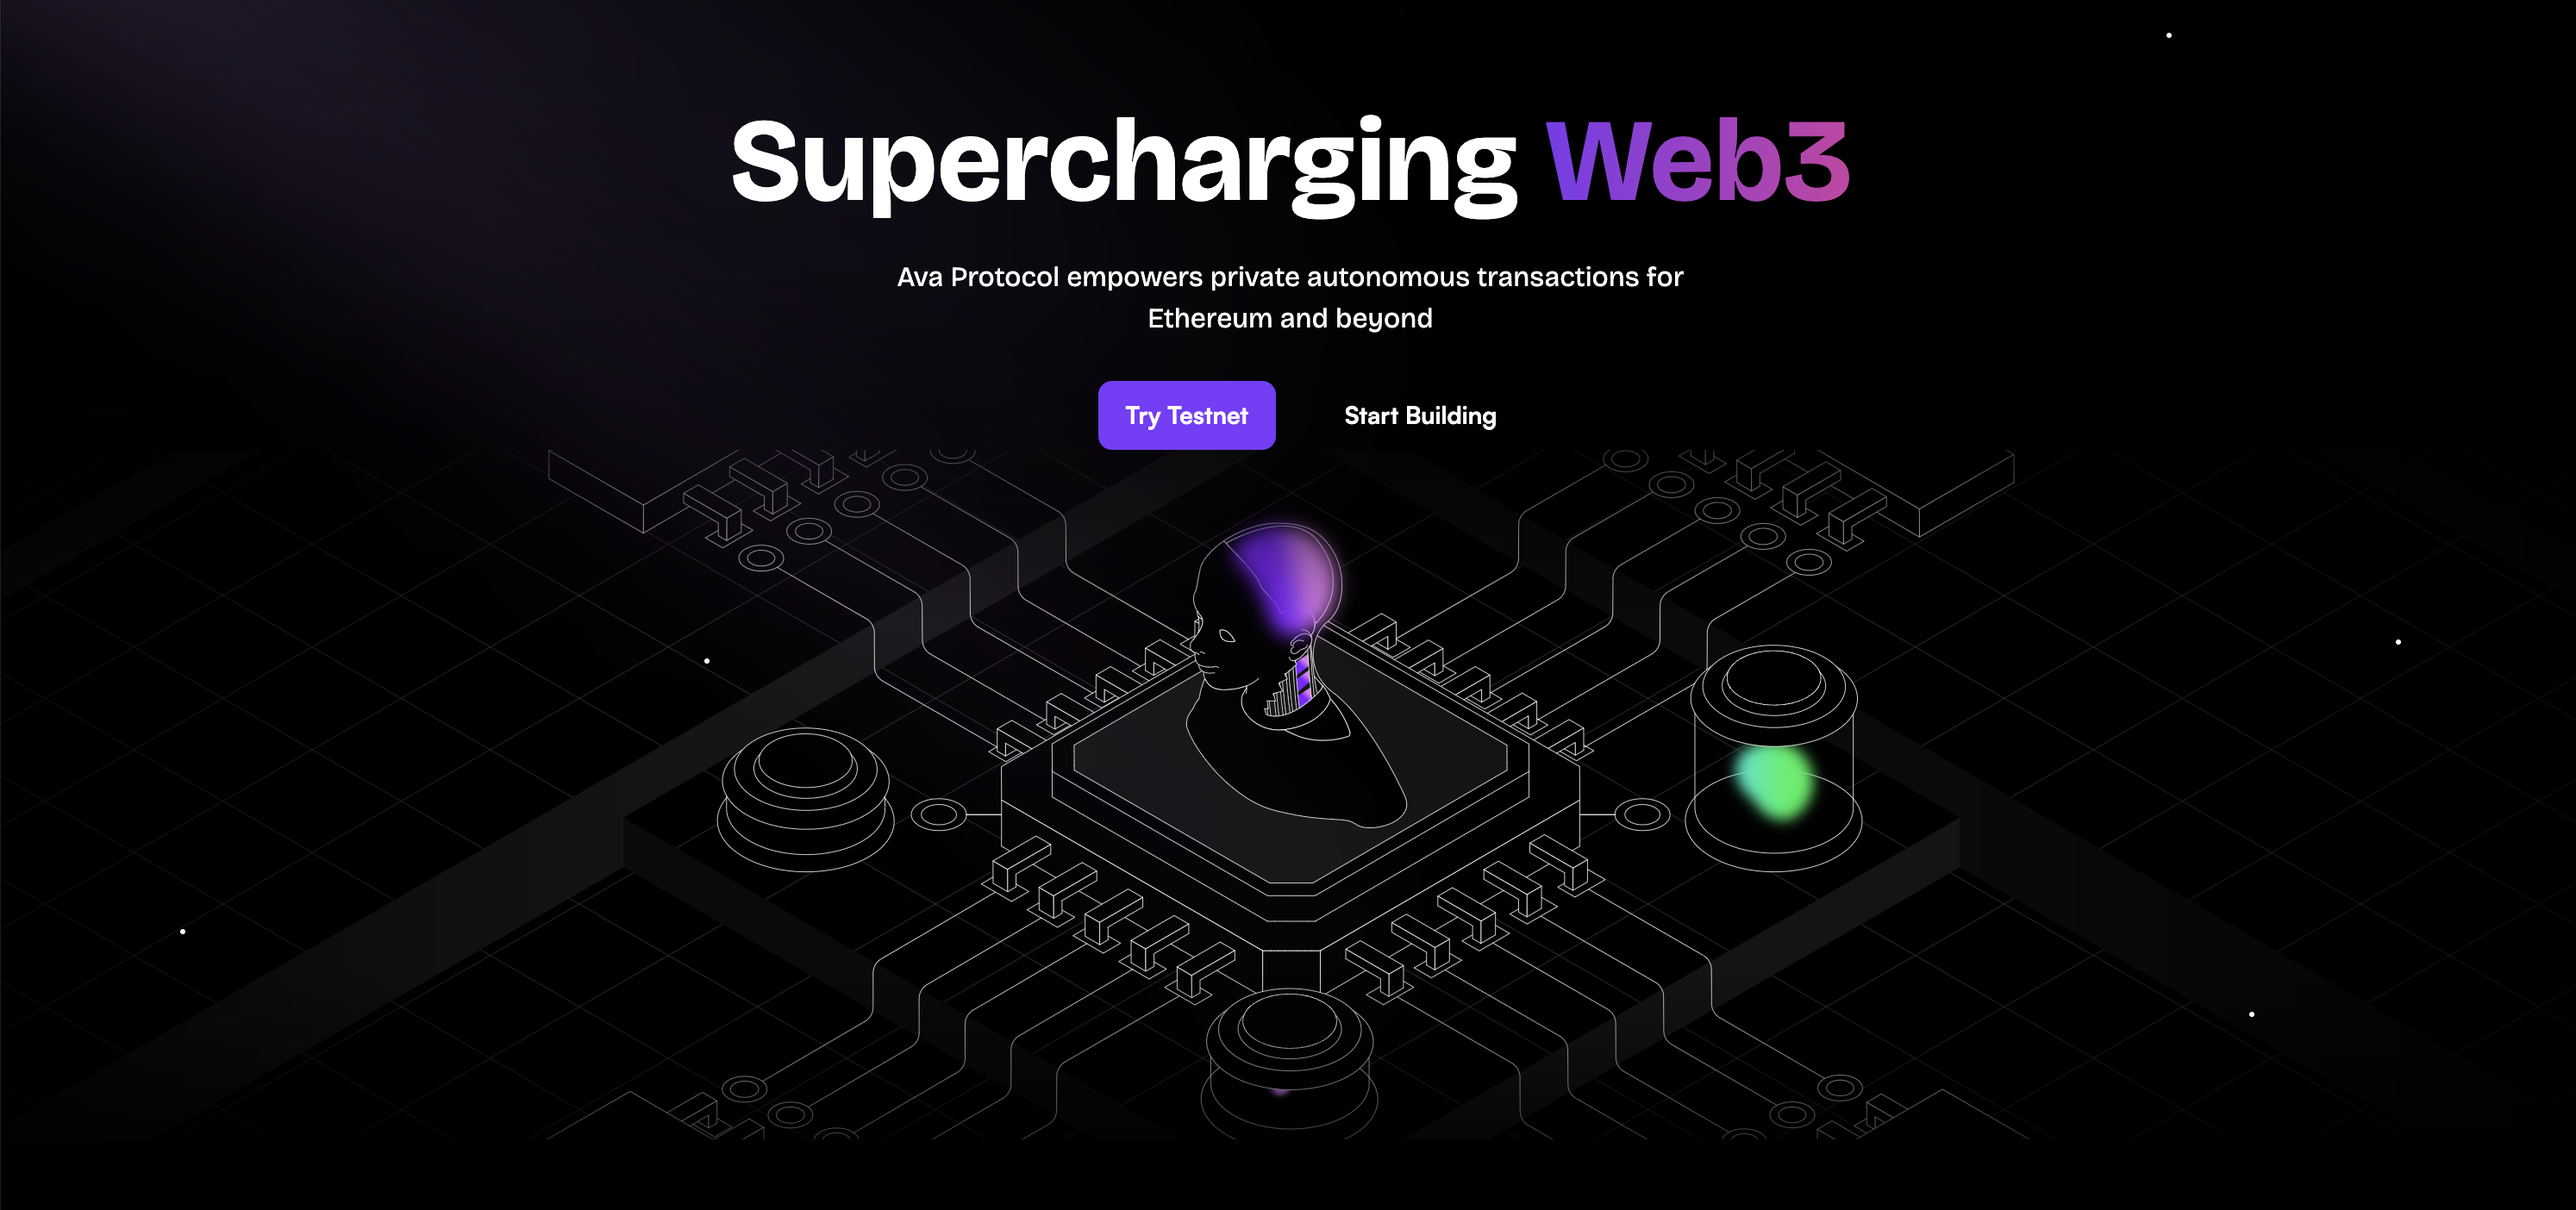 Supercharging Web3
Ava Protocol empowers private autonomous transactions for
Ethereum and beyond
Try Testnet
Start Building